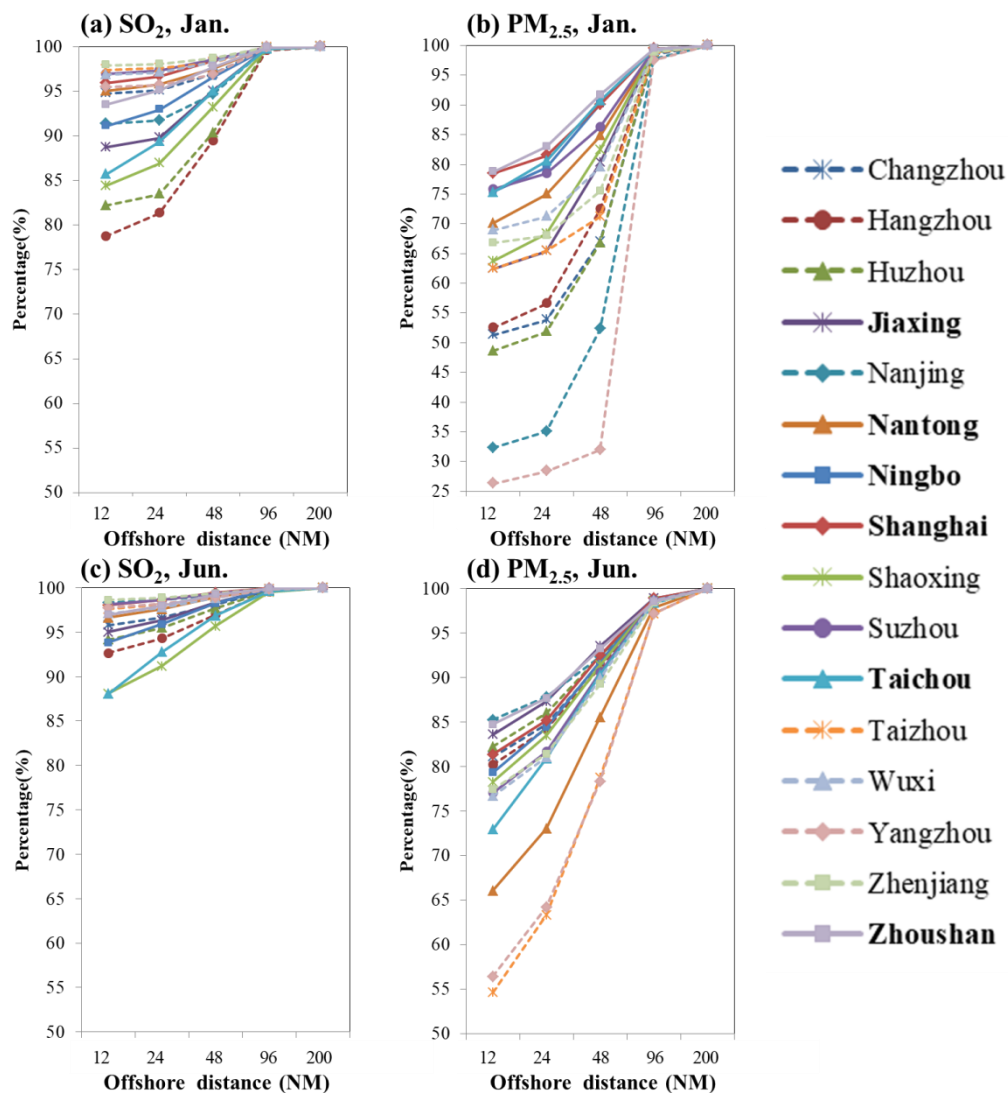 (a) SO2, Jan.
Percentage(%)
100
95
90
85
80
75
70
65
60
55
50
12 24 48 96 200
Offshore distance (NM)
(b) PM2.5, Jan.
Percentage(%)
100
95
90
85
80
75
70
65
60
55
50
45
40
35
30
25
12 24 48 96 200
Offshore distance (NM)
(c) SO2, Jun.
Percentage(%)
100
95
90
85
80
75
70
65
60
55
50
12 24 48 96 200
Offshore distance (NM)
(d) PM2.5, Jun.
Percentage(%)
100
95
90
85
80
75
70
65
60
55
50
12 24 48 96 200
Offshore distance (NM)
Changzhou
Hangzhou
Huzhou
Jiaxing
Nanjing
Nantong
Ningbo
Shanghai
Shaoxing
Suzhou
Taichou
Taizhou
Wuxi
Yangzhou
Zhenjiang
Zhoushan